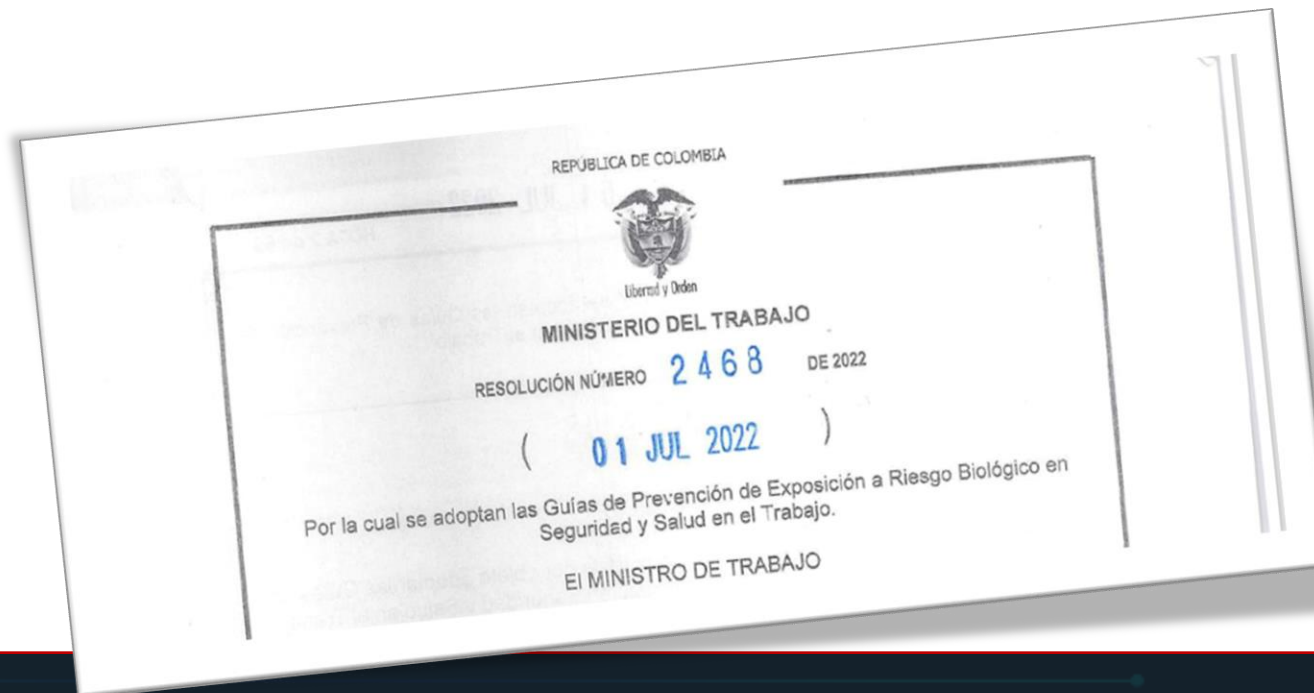 REPÚBLICA DE COLOMBIA
Libertad y Orden
MINISTERIO DEL TRABAJO
RESOLUCIÓN NÚMERO 2468 DE 2022
( 01 JUL 2022 )
Por la cual se adoptan las Guías de Prevención de Exposición a Riesgo Biológico en
Seguridad y Salud en el Trabajo.
El MINISTRO DE TRABAJO